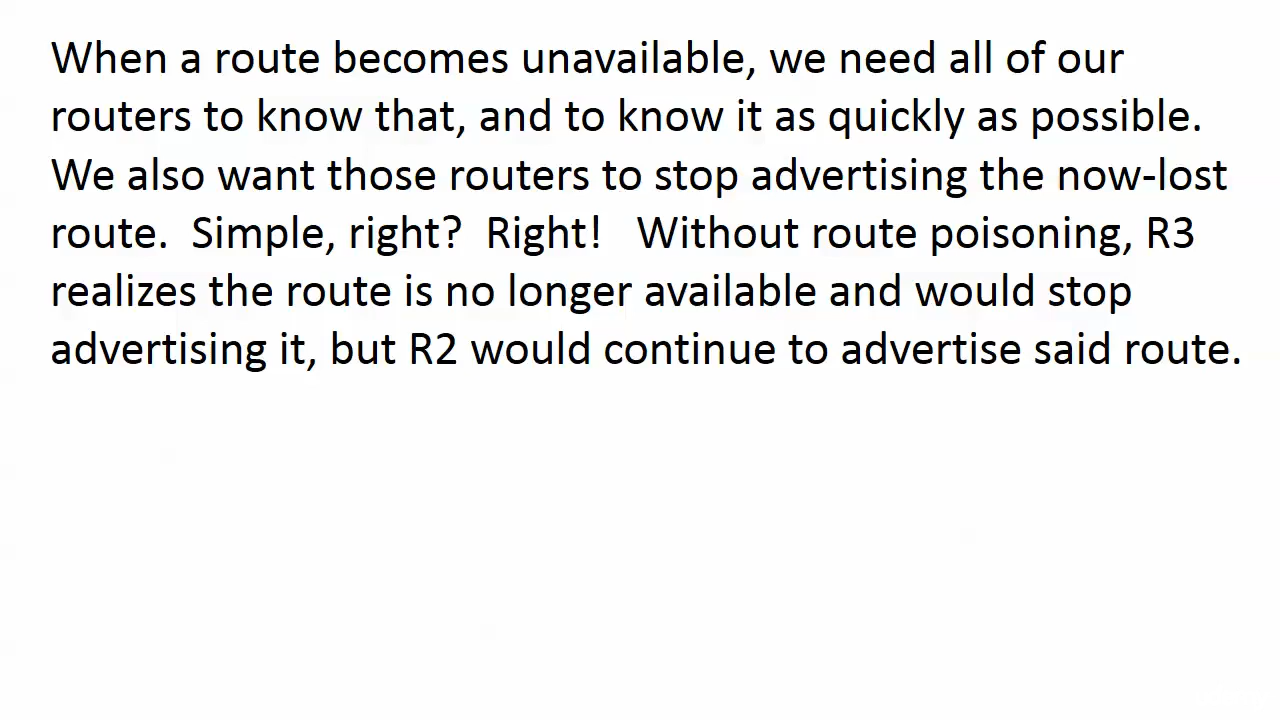 When a route becomes unavailable, we need all of our
routers to know that, and to know it as quickly as possible.
We also want those routers to stop advertising the now-lost
route.  Simple, right?  Right!   Without route poisoning, R3
realizes the route is no longer available and would stop
advertising it, but R2 would continue to advertise said route.